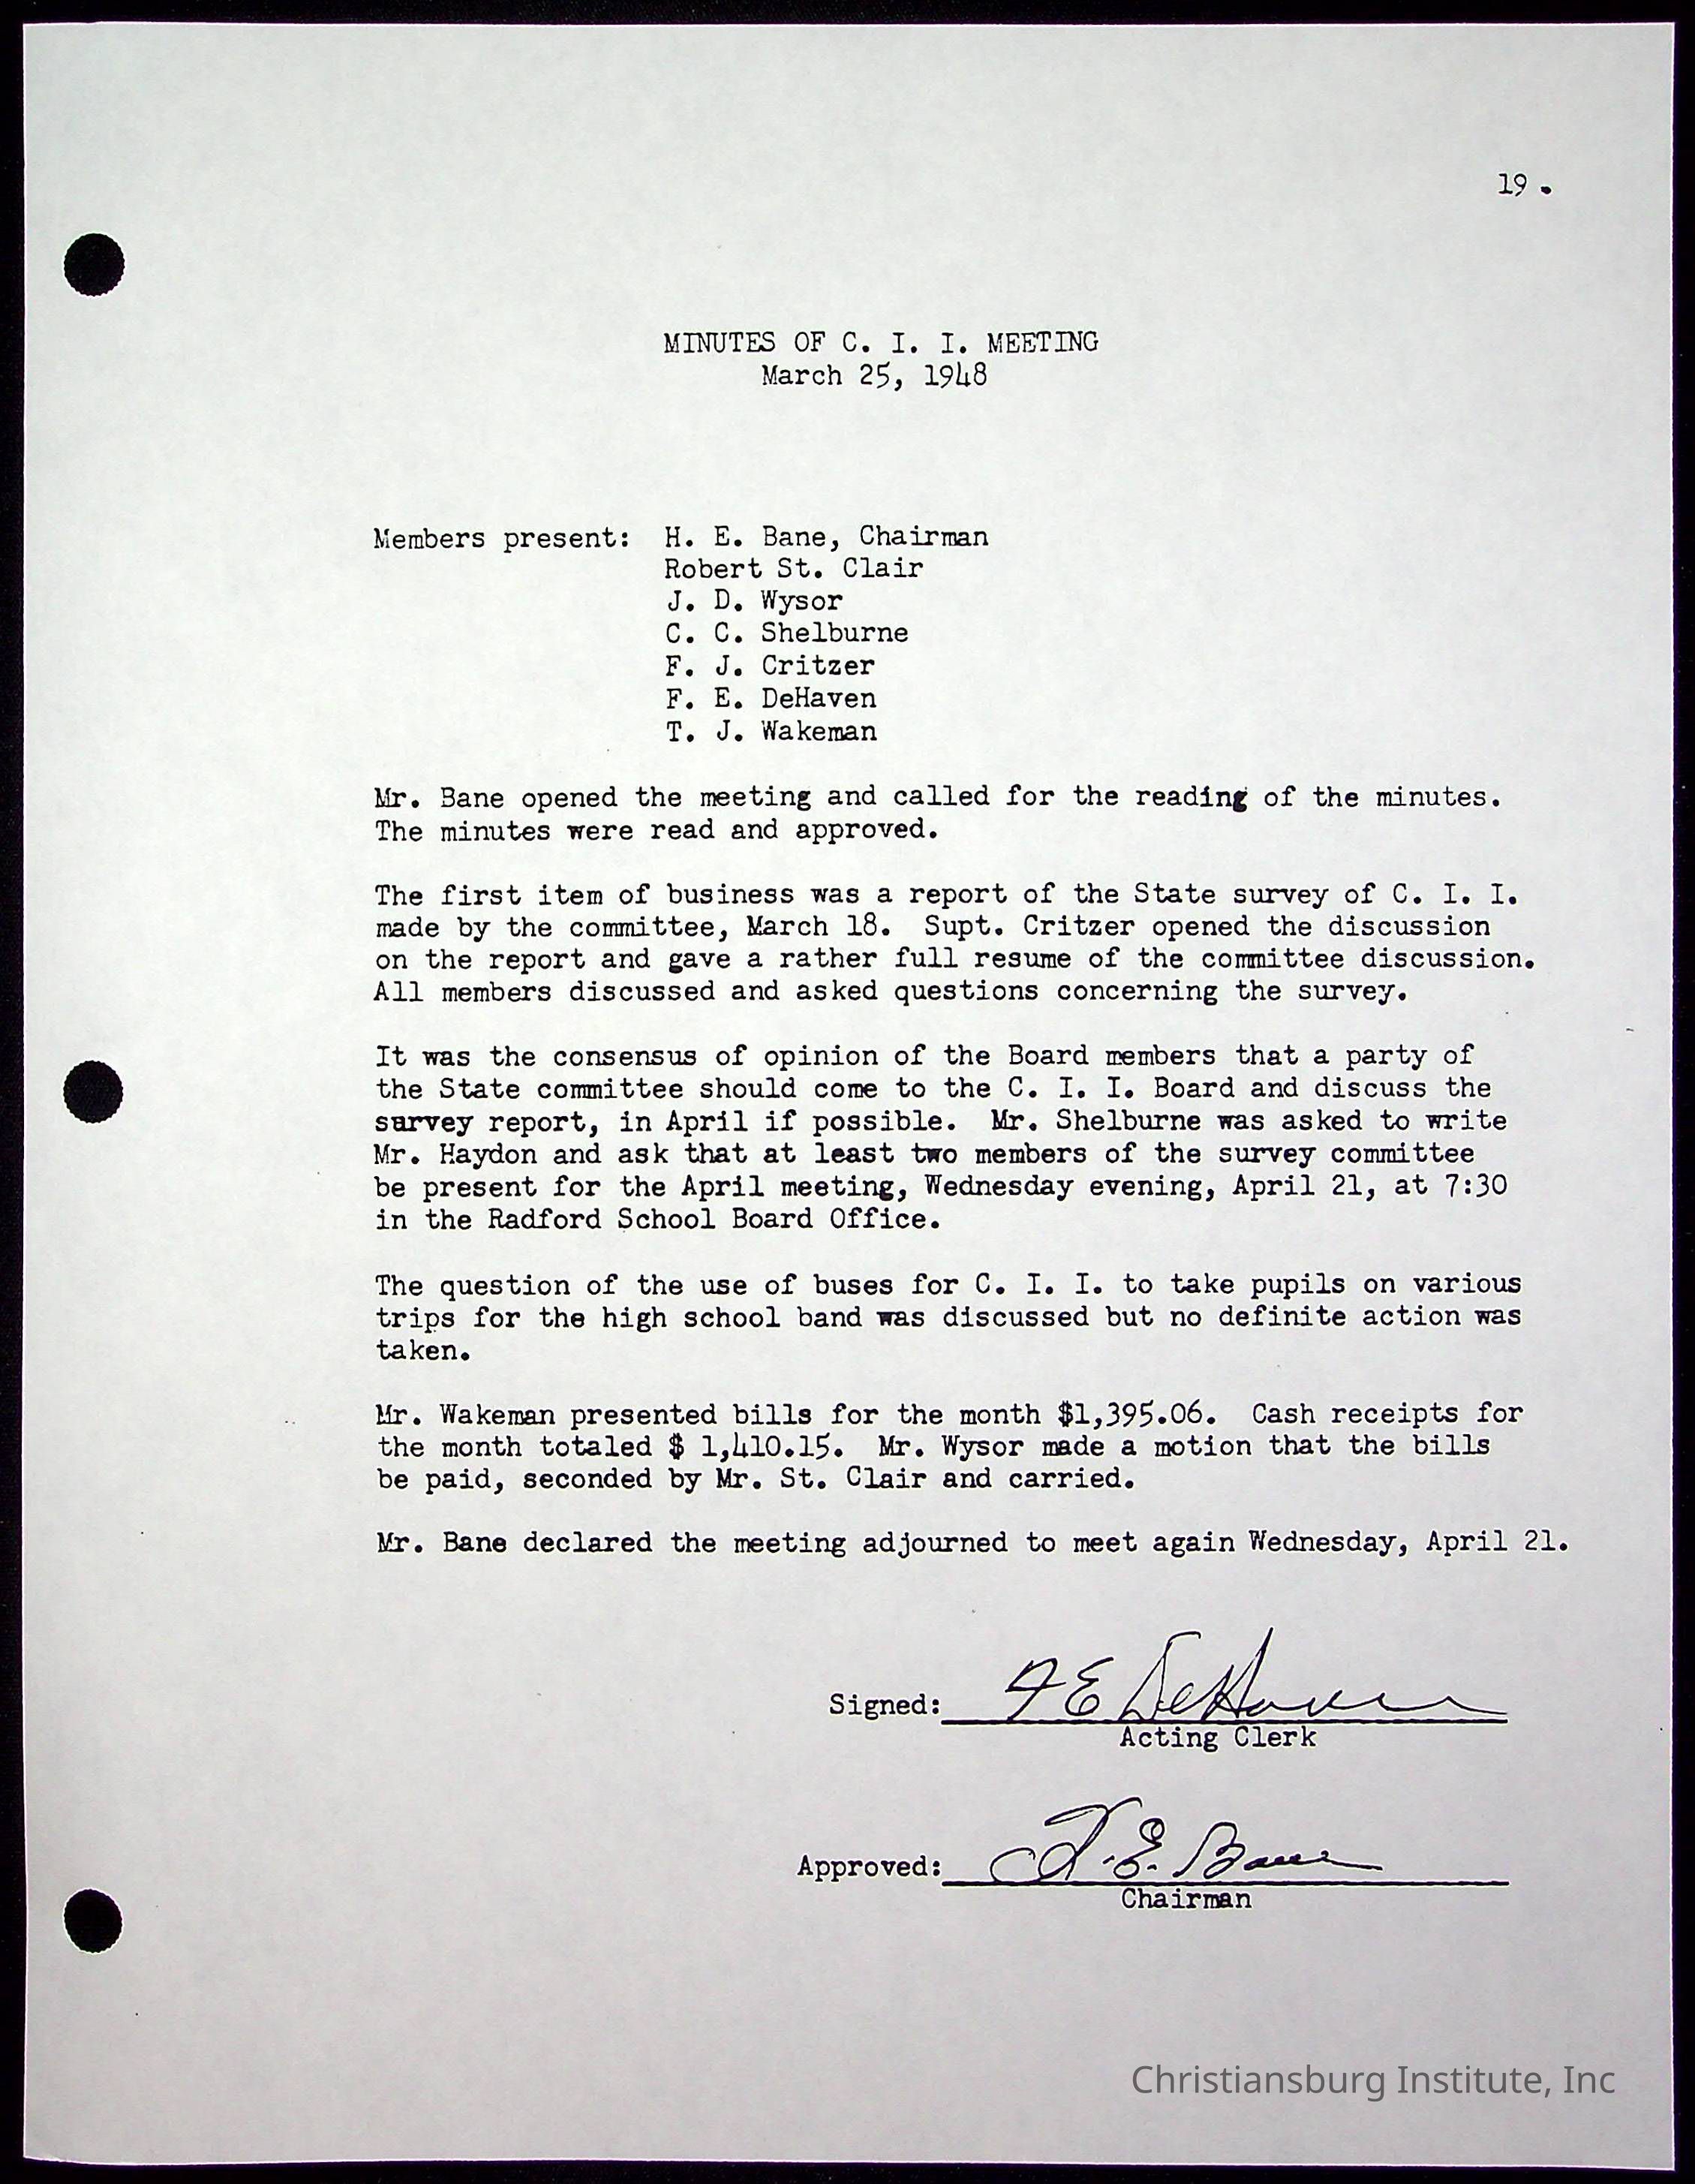 19.
MINUTES OF C. I. I. MEETING
March 25, 1948
Members present: H. E. Bane, Chairman
Robert St. Clair
J. D. Wysor
C. C. Shelburne
F. J. Critzer
F. E. DeHaven
T. J. Wakeman
Mr. Bane opened the meeting and called for the reading of the minutes.
The minutes were read and approved.
The first item of business was a report of the State survey of C. I. I.
made by the committee, March 18. Supt. Critzer opened the discussion
on the report and gave a rather full resume of the committee discussion.
All members discussed and asked questions concerning the survey.
It was the consensus of opinion of the Board members that a party of
the State committee should come to the C. I. I. Board and discuss the
survey report, in April if possible. Mr. Shelburne was asked to write
Mr. Haydon and ask that at least two members of the survey committee
be present for the April meeting, Wednesday evening, April 21, at 7:30
in the Radford School Board Office.
The question of the use of buses for C. I. I. to take pupils on various
trips for the high school band was discussed but no definite action was
taken.
Mr. Wakeman presented bills for the month $1,395.06. Cash receipts for
the month totaled $ 1,410.15. Mr. Wysor made a motion that the bills
be paid, seconded by Mr. St. Clair and carried.
Mr. Bane declared the meeting adjourned to meet again Wednesday, April 21.
Signed: F E DeHaven
Acting Clerk
Approved: H. E. Bane
Chairman
Christiansburg Institute, Inc